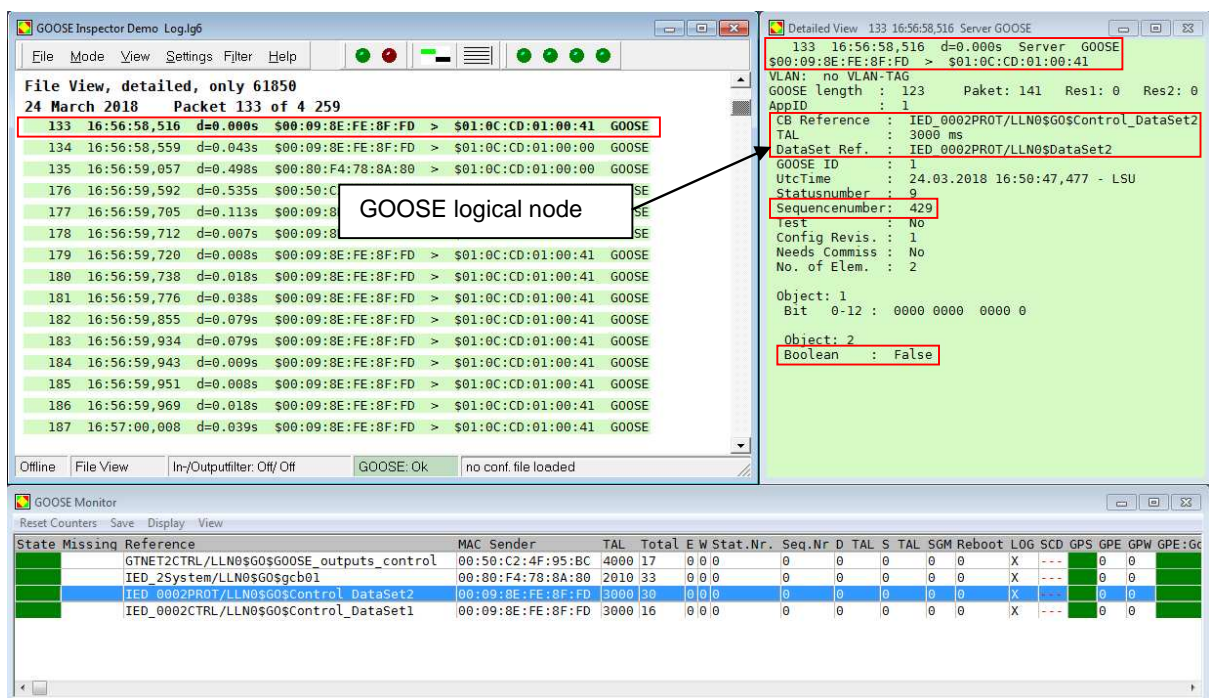 GOOSE Inspector Demo Log.lg6
File Mode View Settings Filter Help
File View, detailed, only 61850
24 March 2018 Packet 133 of 4 259
133 16:56:58,516 d=0.000s $00:09:8E:FE:8F:FD > $01:0C:CD:01:00:41 GOOSE
134 16:56:58,559 d=0.043s $00:09:8E:FE:8F:FD > $01:0C:CD:01:00:00 GOOSE
135 16:56:59,057 d=0.498s $00:80:F4:78:8A:80 > $01:0C:CD:01:00:00 GOOSE
176 16:56:59,592 d=0.535s $00:50:C SE
177 16:56:59,705 d=0.113s $00:09:8 SE
178 16:56:59,712 d=0.007s $00:09:8 SE
179 16:56:59,720 d=0.008s $00:09:8E:FE:8F:FD > $01:0C:CD:01:00:41 GOOSE
180 16:56:59,738 d=0.018s $00:09:8E:FE:8F:FD > $01:0C:CD:01:00:41 GOOSE
181 16:56:59,776 d=0.038s $00:09:8E:FE:8F:FD > $01:0C:CD:01:00:41 GOOSE
182 16:56:59,855 d=0.079s $00:09:8E:FE:8F:FD > $01:0C:CD:01:00:41 GOOSE
183 16:56:59,934 d=0.079s $00:09:8E:FE:8F:FD > $01:0C:CD:01:00:41 GOOSE
184 16:56:59,943 d=0.009s $00:09:8E:FE:8F:FD > $01:0C:CD:01:00:41 GOOSE
185 16:56:59,951 d=0.008s $00:09:8E:FE:8F:FD > $01:0C:CD:01:00:41 GOOSE
186 16:56:59,969 d=0.018s $00:09:8E:FE:8F:FD > $01:0C:CD:01:00:41 GOOSE
187 16:57:00,008 d=0.039s $00:09:8E:FE:8F:FD > $01:0C:CD:01:00:41 GOOSE
GOOSE logical node
Offline File View In-/Outputfilter: Off/ Off GOOSE: Ok no conf. file loaded
Detailed View 133 16:56:58,516 Server GOOSE
133 16:56:58,516 d=0.000s Server GOOSE
$00:09:8E:FE:8F:FD > $01:0C:CD:01:00:41
VLAN: no VLAN-TAG
GOOSE length : 123 Paket: 141 Res1: 0 Res2: 0
AppID : 1
CB Reference : IED_0002PROT/LLN0$GO$Control_DataSet2
TAL : 3000 ms
DataSet Ref. : IED_0002PROT/LLN0$DataSet2
GOOSE ID : 1
UtcTime : 24.03.2018 16:50:47,477 - LSU
Statusnumber : 9
Sequencenumber: 429
Test : No
Config Revis. : 1
Needs Commiss : No
No. of Elem. : 2
Object: 1
Bit 0-12 : 0000 0000 0000 0
Object: 2
Boolean : False
GOOSE Monitor
Reset Counters Save Display View
State Missing Reference MAC Sender TAL Total E W Stat.Nr. Seq.Nr D TAL S TAL SGM Reboot LOG SCD GPS GPE GPW GPE:Go
GTNET2CTRL/LLN0$GO$GOOSE_outputs_control 00:50:C2:4F:95:BC 4000 17 0 0 0 0 0 0 0 0 X --- 0 0
IED_2System/LLN0$GO$gcb01 00:80:F4:78:8A:80 2010 33 0 0 0 0 0 0 0 0 X --- 0 0
IED_0002PROT/LLN0$GO$Control_DataSet2 00:09:8E:FE:8F:FD 3000 30 0 0 0 0 0 0 0 0 X --- 0 0
IED_0002CTRL/LLN0$GO$Control_DataSet1 00:09:8E:FE:8F:FD 3000 16 0 0 0 0 0 0 0 0 X --- 0 0